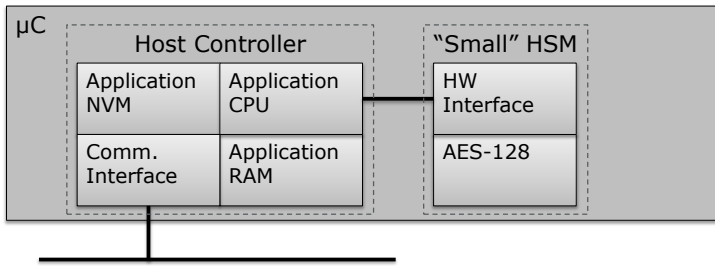 µC
Host Controller
“Small” HSM
Application
NVM
Application
CPU
HW
Interface
Comm.
Interface
Application
RAM
AES-128